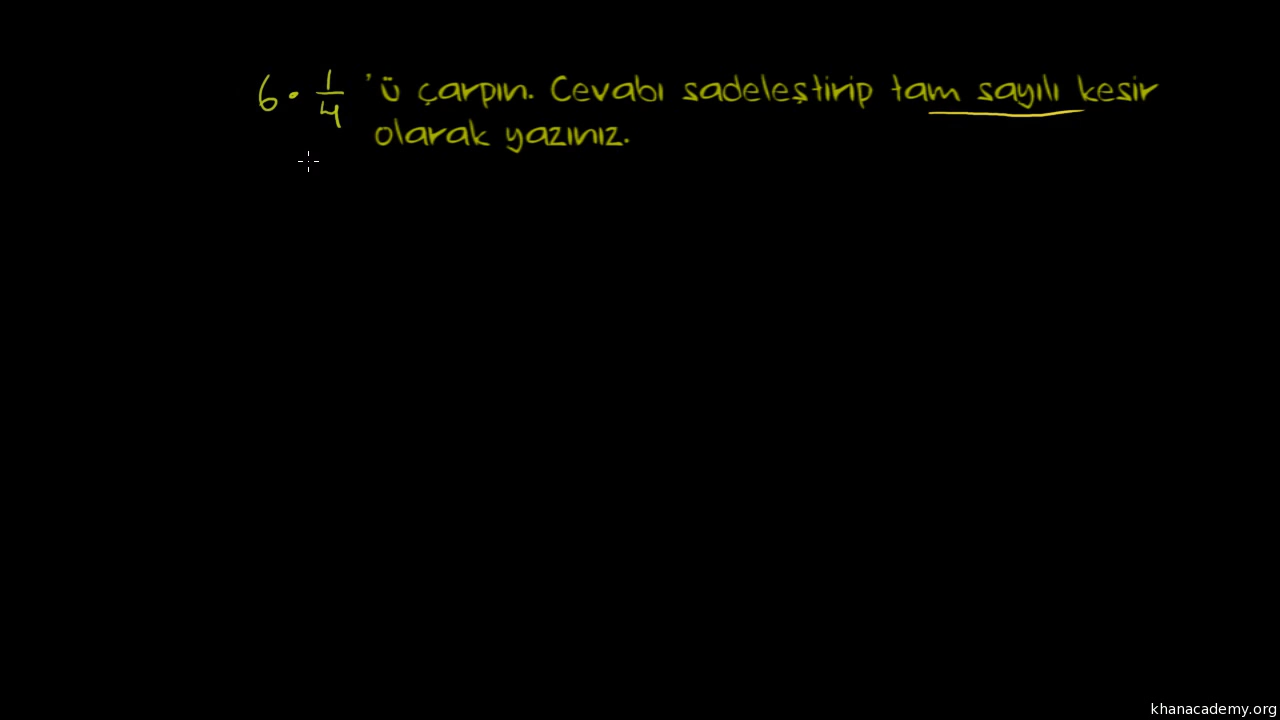 6 · 1/4 'ü çarpın. Cevabı sadeleştirip tam sayılı kesir
olarak yazınız.
khanacademy.org